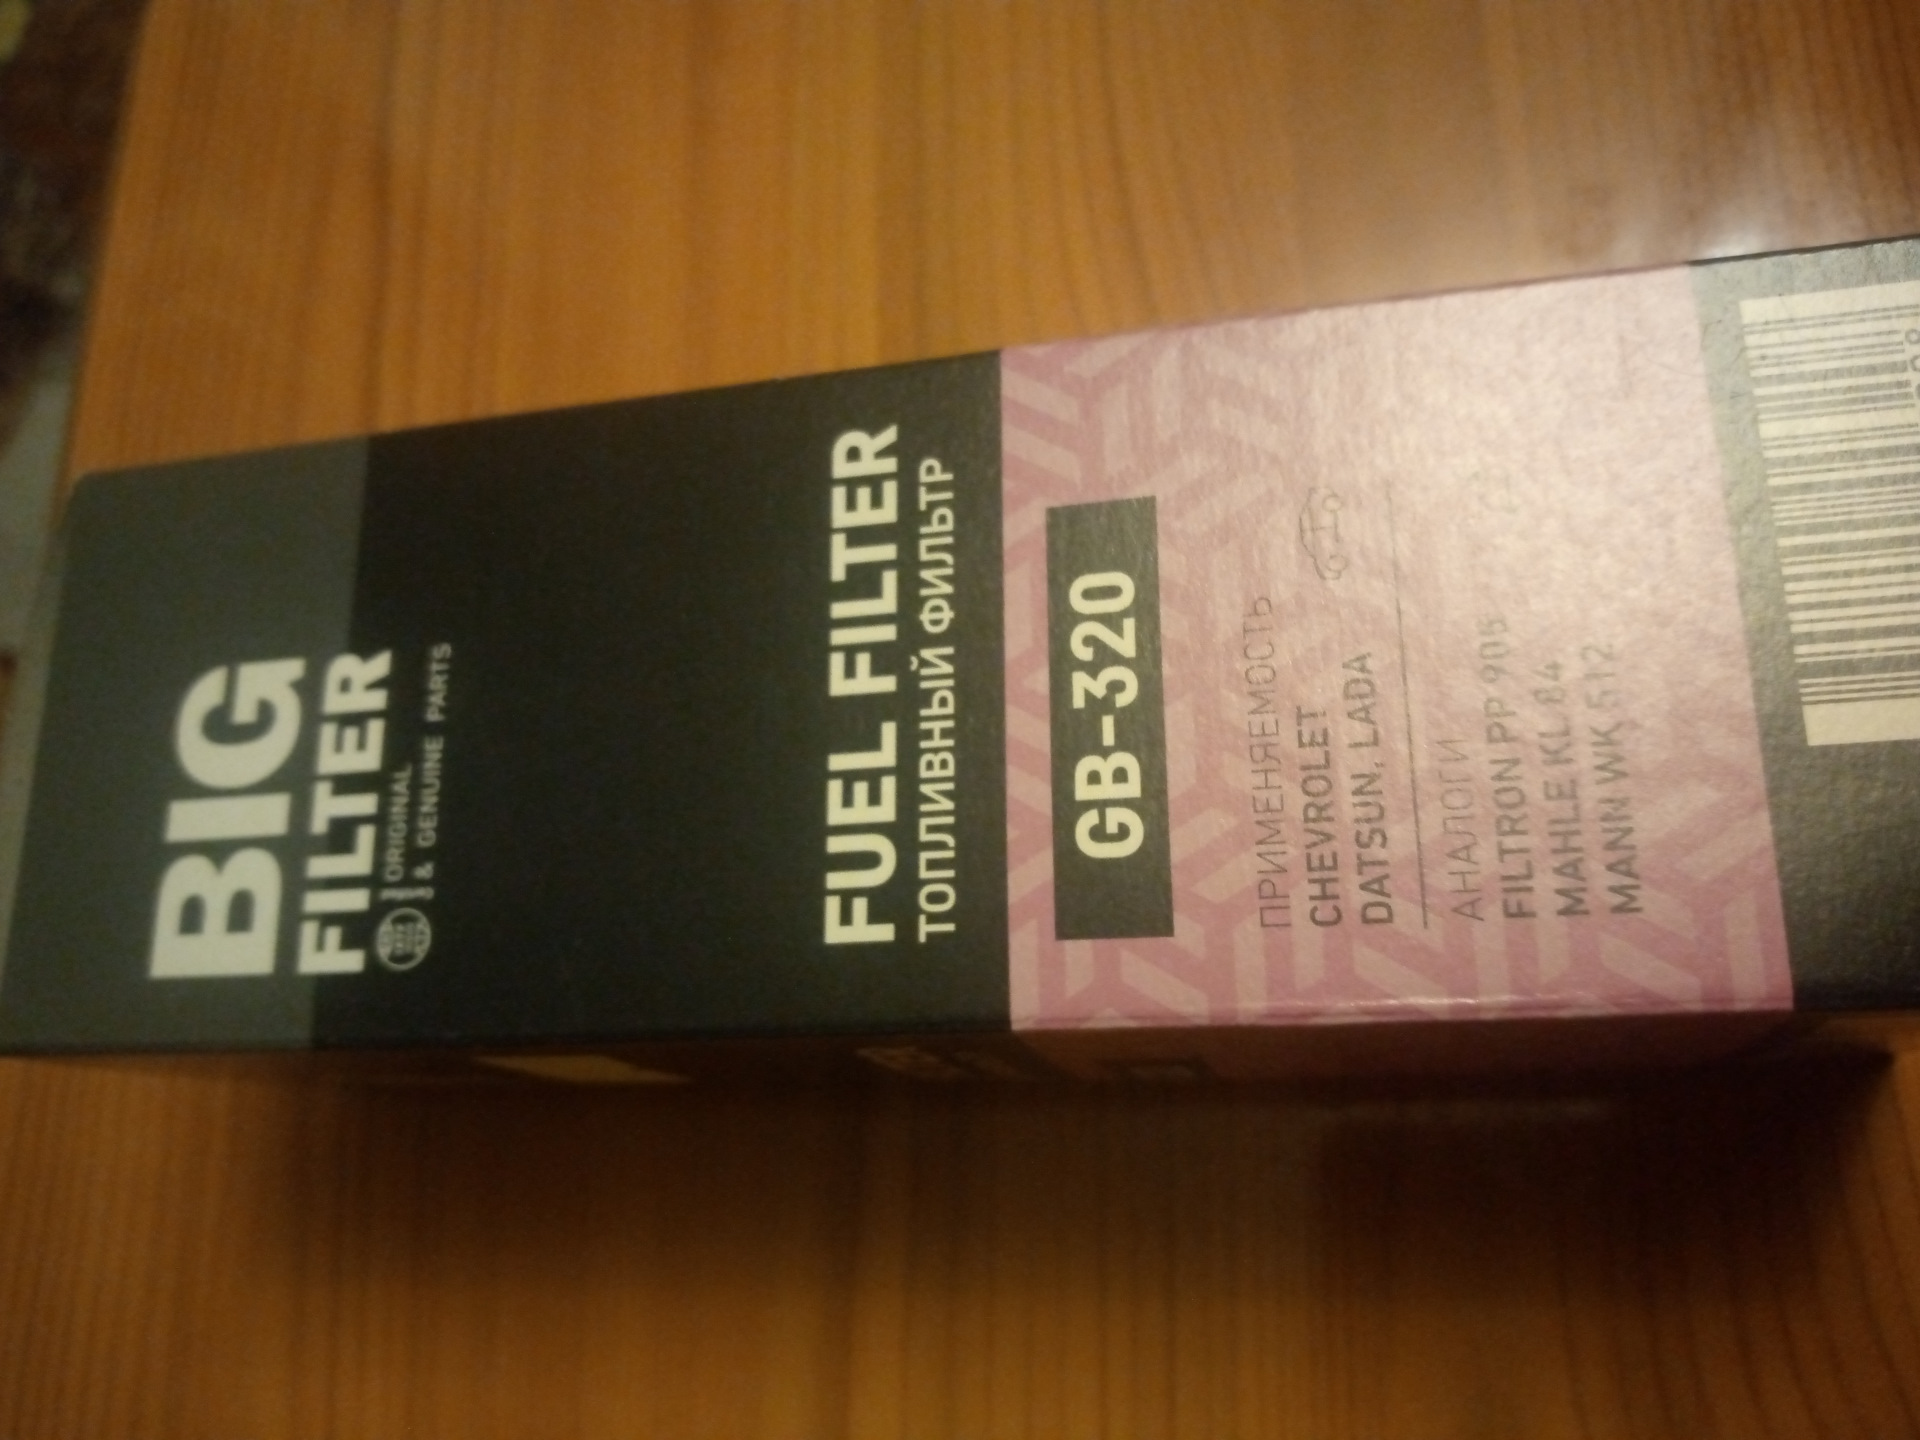 BIG
FILTER
ORIGINAL
& GENUINE PARTS
FUEL FILTER
ТОПЛИВНЫЙ ФИЛЬТР
GB-320
ПРИМЕНЯЕМОСТЬ
CHEVROLET
DATSUN, LADA
АНАЛОГИ
FILTRON PP 905
MAHLE KL 84
MANN WK 512